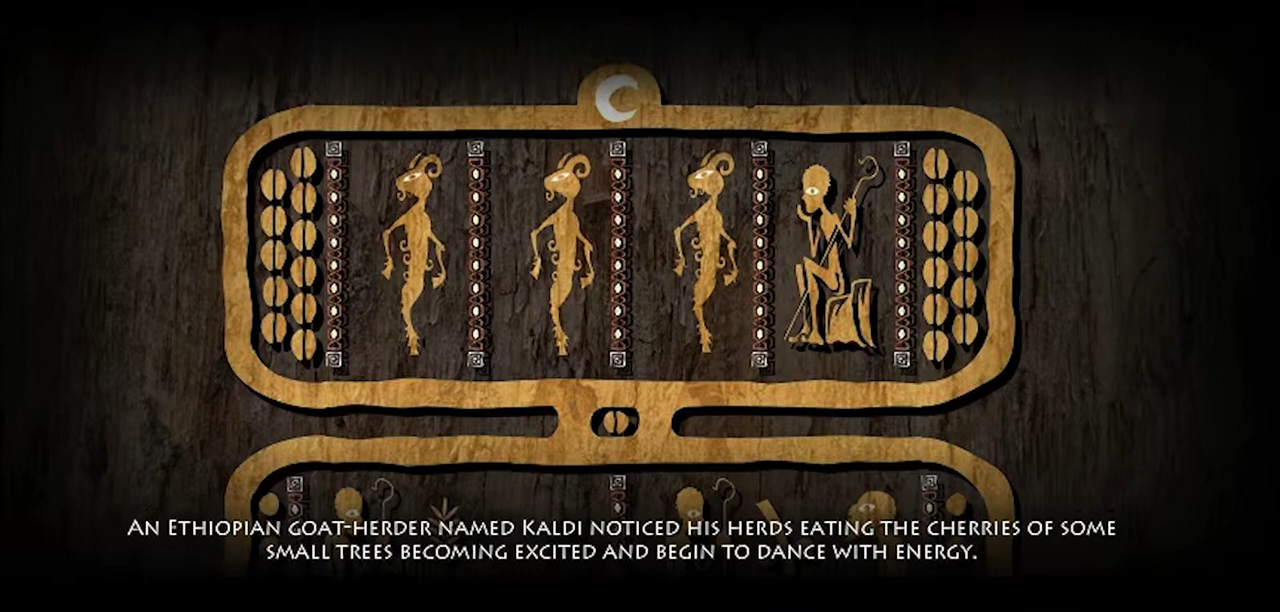 An Ethiopian goat-herder named Kaldi noticed his herds eating the cherries of some
small trees becoming excited and begin to dance with energy.